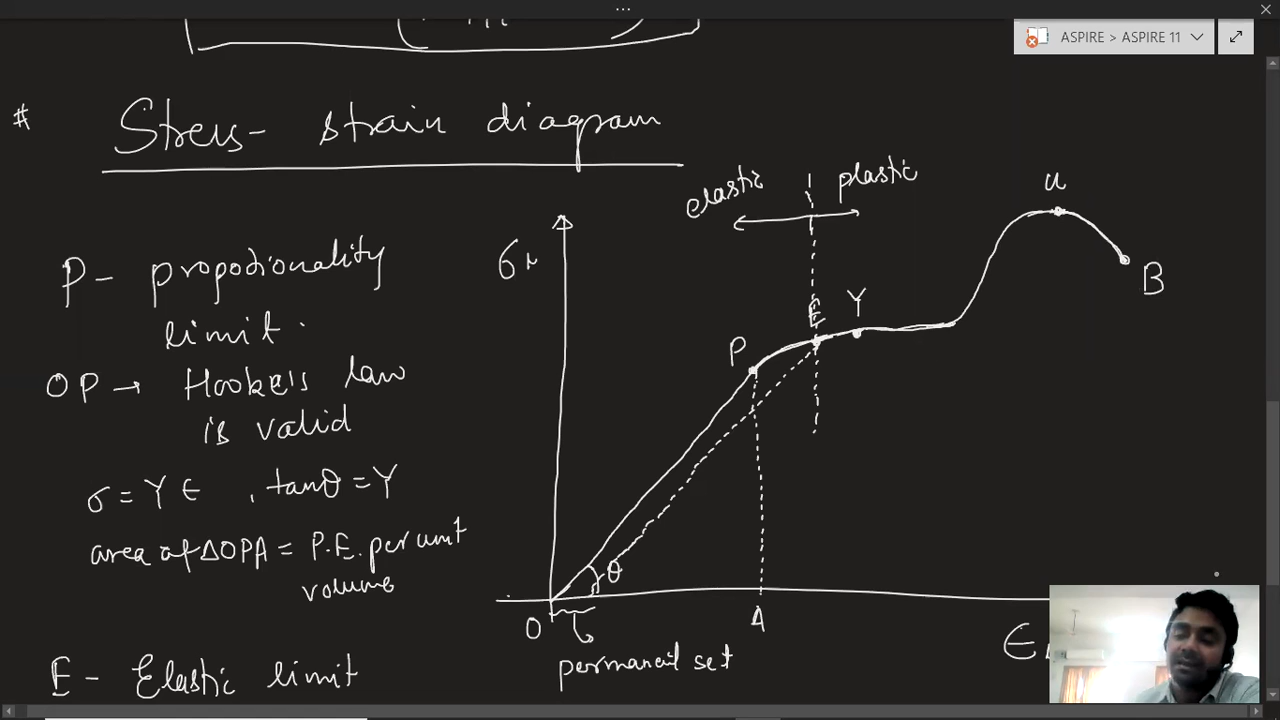 ASPIRE > ASPIRE 11
# Stress- strain diagram
elastic
plastic
u
P- propotionality
limit.
σ
E
Y
B
P
OP → Hooke's law
is valid
σ = Y ϵ , tanθ = Y
area of ΔOPA = P.E. per unit
volume
θ
O
A
ϵ
permanent set
E - Elastic limit